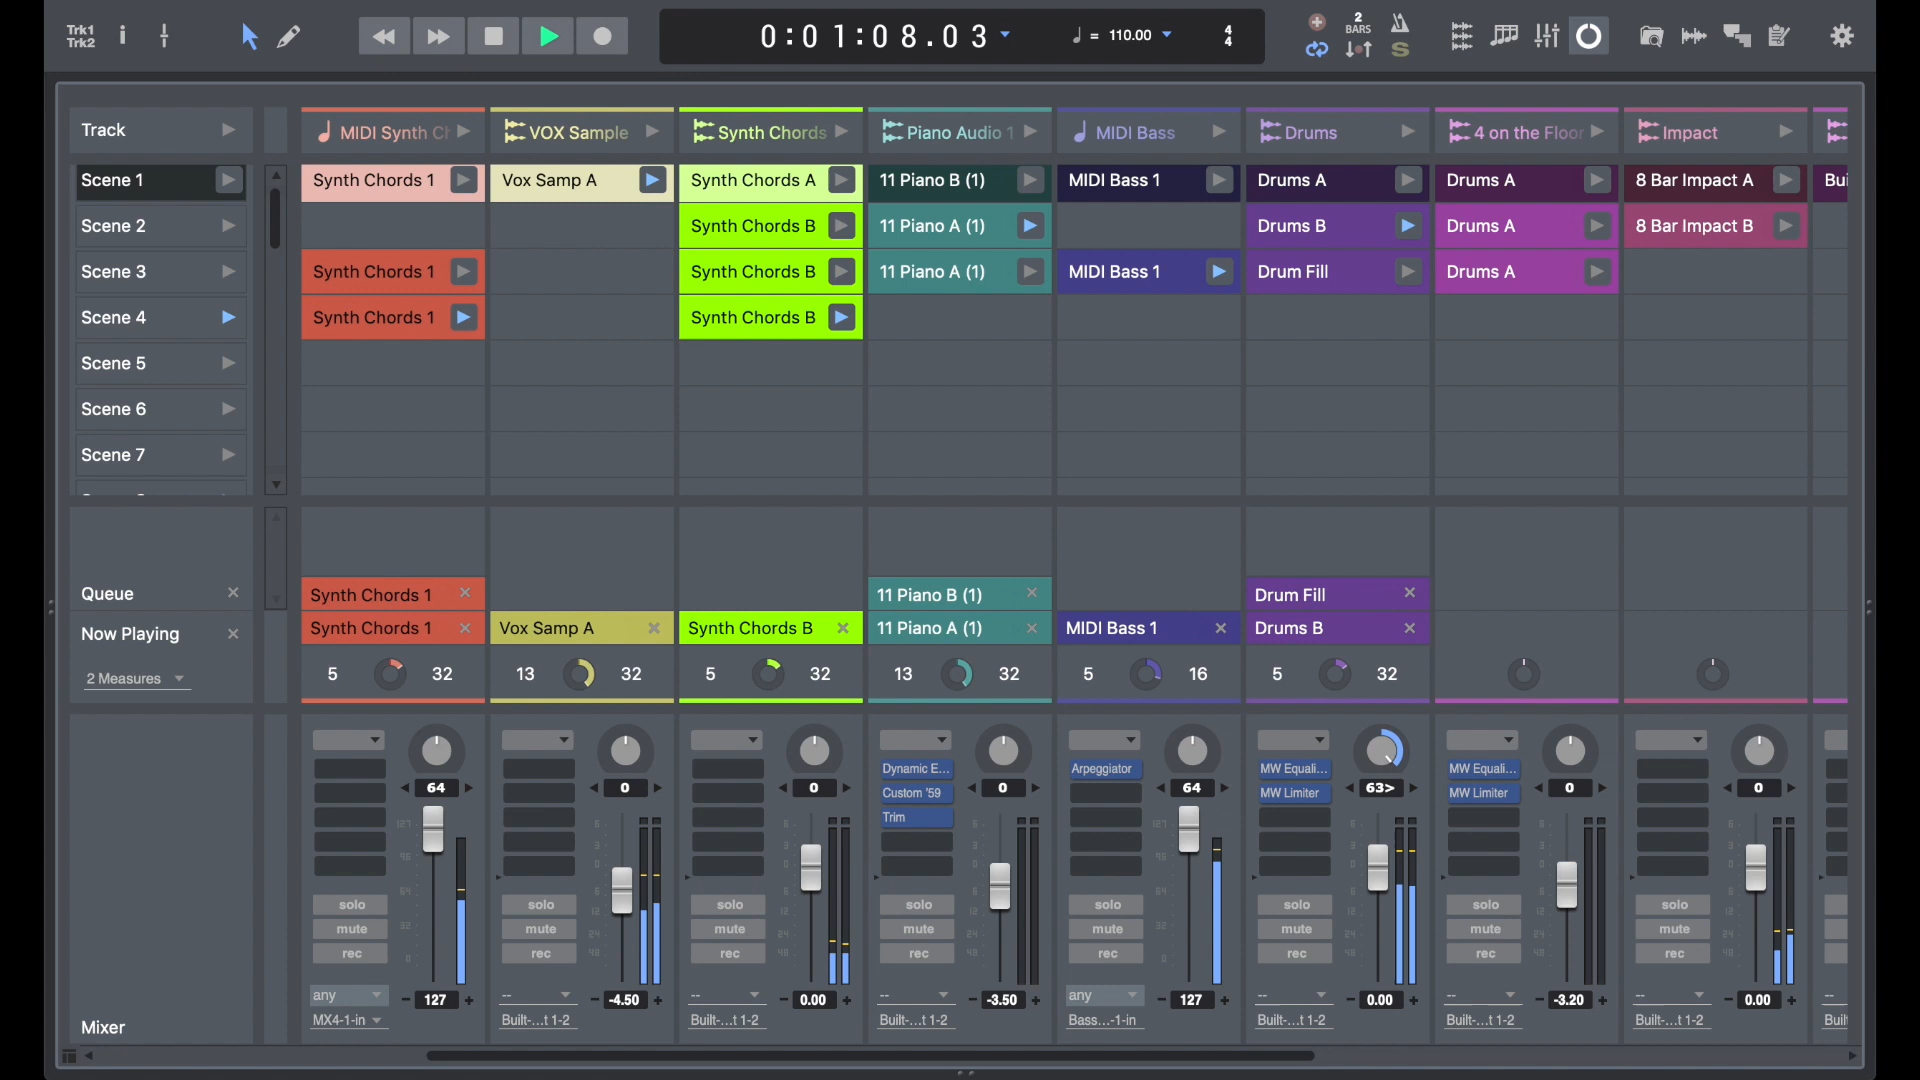 Trk1
Trk2
0:01:08.03
= 110.00
4
4
2
BARS
S
Track
MIDI Synth Ch
VOX Sample
Synth Chords
Piano Audio 1
MIDI Bass
Drums
4 on the Floor
Impact
Scene 1
Synth Chords 1
Vox Samp A
Synth Chords A
11 Piano B (1)
MIDI Bass 1
Drums A
Drums A
8 Bar Impact A
Bui
Scene 2
Synth Chords B
11 Piano A (1)
Drums B
Drums A
8 Bar Impact B
Scene 3
Synth Chords 1
Synth Chords B
11 Piano A (1)
MIDI Bass 1
Drum Fill
Drums A
Scene 4
Synth Chords 1
Synth Chords B
Scene 5
Scene 6
Scene 7
Queue
Synth Chords 1
11 Piano B (1)
Drum Fill
Now Playing
Synth Chords 1
Vox Samp A
Synth Chords B
11 Piano A (1)
MIDI Bass 1
Drums B
2 Measures
5 32
13 32
5 32
13 32
5 16
5 32
Dynamic E...
Arpeggiator
MW Equali...
MW Equali...
64
0
0
Custom '59
0
64
MW Limiter
63>
MW Limiter
0
0
Trim
solo
solo
solo
solo
solo
solo
solo
solo
mute
mute
mute
mute
mute
mute
mute
mute
rec
rec
rec
rec
rec
rec
rec
rec
any
127
--
-4.50
--
0.00
--
-3.50
any
127
--
0.00
--
-3.20
--
0.00
--
MX4-1-in
Built-...t 1-2
Built-...t 1-2
Built-...t 1-2
Bass...-1-in
Built-...t 1-2
Built-...t 1-2
Built-...t 1-2
Buil
Mixer